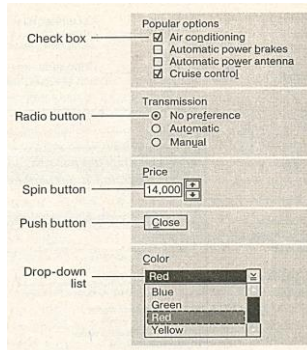 Popular options
Check box
Air conditioning
Automatic power brakes
Automatic power antenna
Cruise control
Transmission
Radio button
No preference
Automatic
Manual
Price
Spin button
14,000
Push button
Close
Color
Drop-down
list
Red
Blue
Green
Red
Yellow